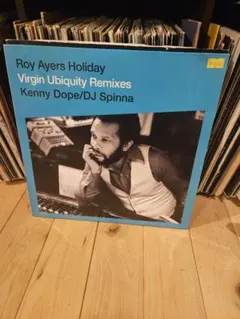 Roy Ayers Holiday
Virgin Ubiquity Remixes
Kenny Dope/DJ Spinna